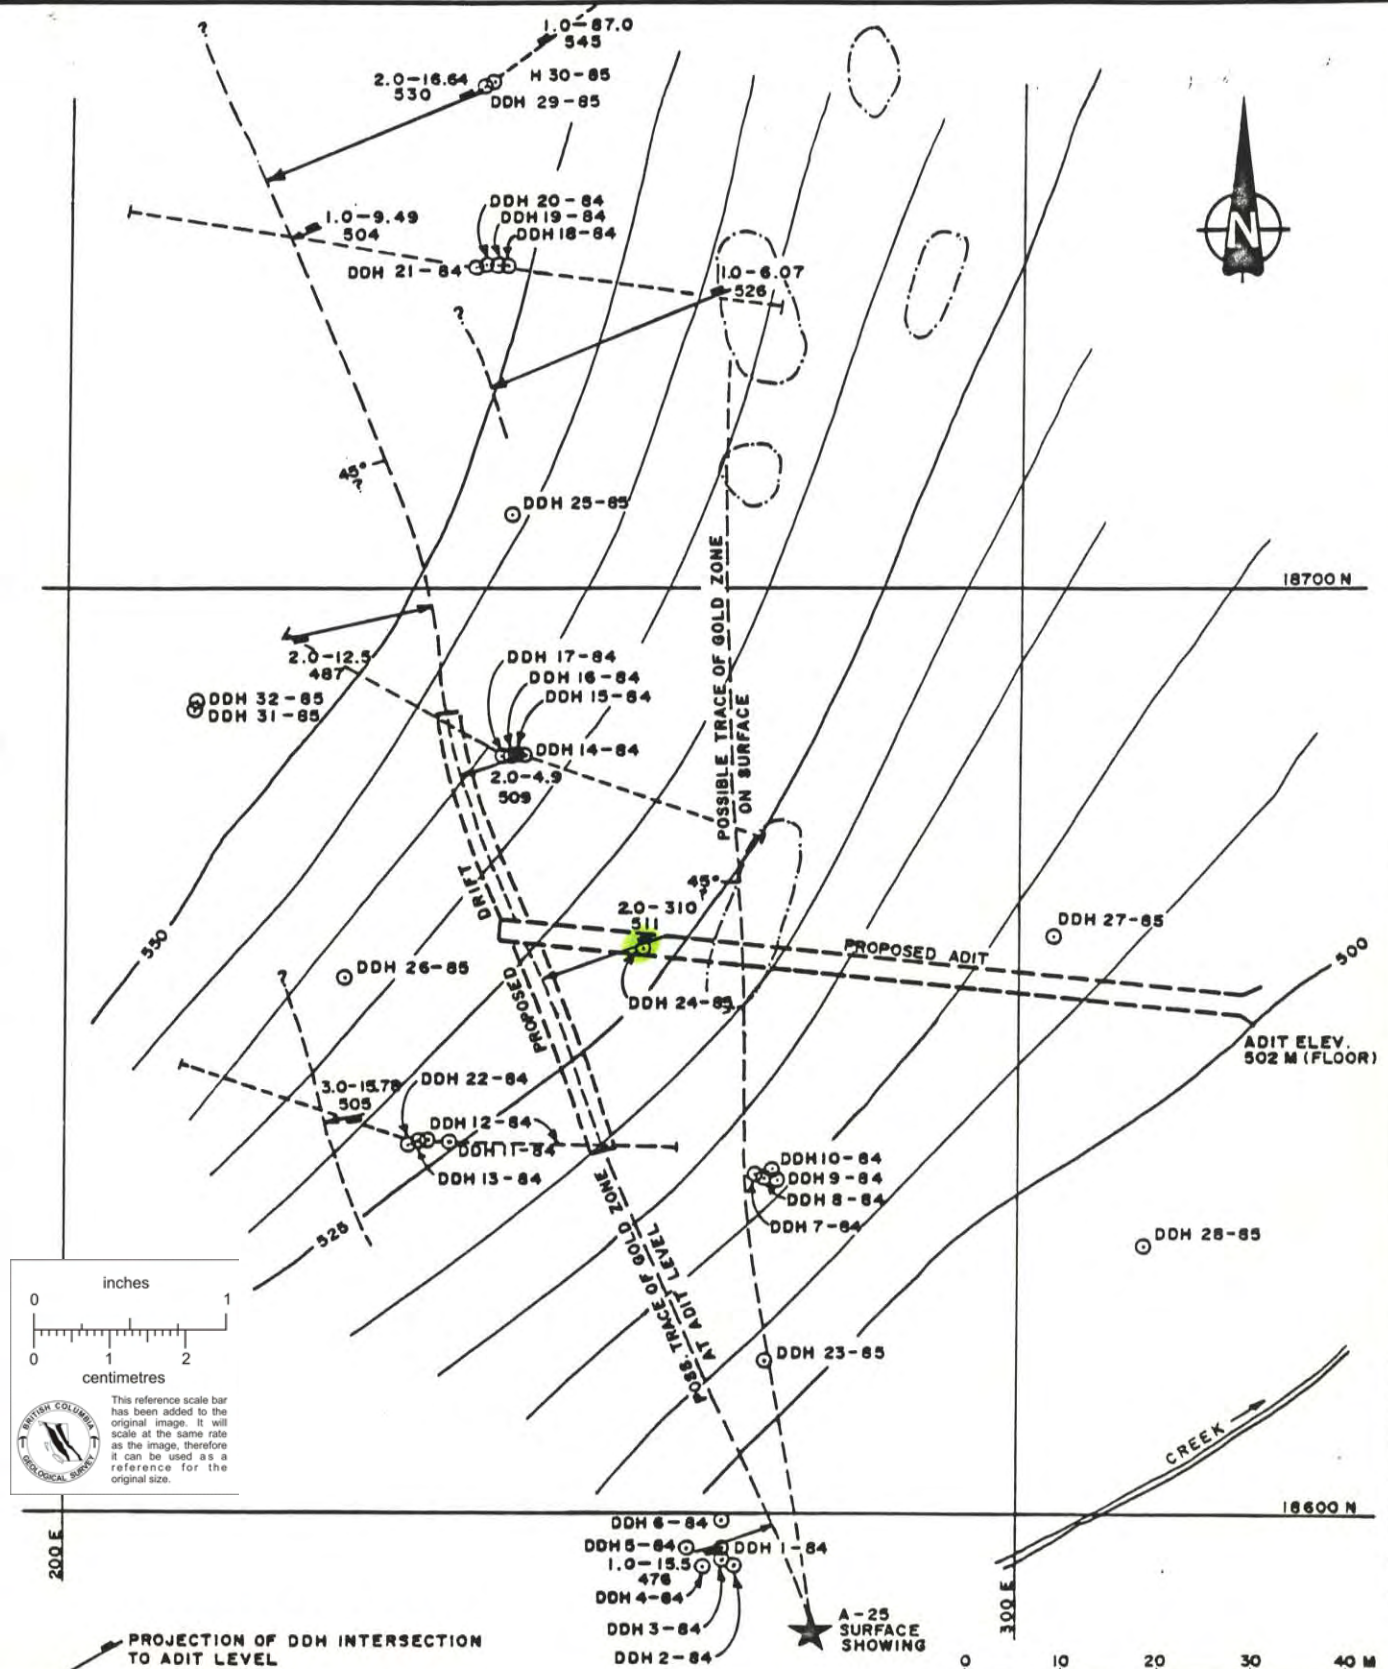 ?
1.0-87.0
545
2.0-16.64
530
H 30-85
DDH 29-85
DDH 20-84
DDH 19-84
DDH 18-84
1.0-9.49
504
DDH 21-84
1.0-6.07
526
N
?
45°
?
DDH 25-85
POSSIBLE TRACE OF GOLD ZONE
ON SURFACE
18700 N
2.0-12.5
487
DDH 17-84
DDH 16-84
DDH 15-84
DDH 32-85
DDH 31-85
DDH 14-84
2.0-4.9
509
45°
?
DRIFT
PROPOSED
2.0-310
511
DDH 27-85
PROPOSED ADIT
550
500
DDH 26-85
?
DDH 24-85
?
ADIT ELEV.
502 M (FLOOR)
3.0-15.78
505
DDH 22-84
DDH 12-84
DDH 11-84
DDH 13-84
DDH 10-84
DDH 9-84
DDH 8-84
DDH 7-84
525
DDH 28-85
POSS. TRACE OF GOLD ZONE
AT ADIT LEVEL
inches
0 1
0 1 2
centimetres
BRITISH COLUMBIA
GEOLOGICAL SURVEY
This reference scale bar
has been added to the
original image. It will
scale at the same rate
as the image, therefore
it can be used as a
reference for the
original size.
DDH 23-85
CREEK
18600 N
DDH 6-84
DDH 5-84
DDH 1-84
1.0-15.5
476
DDH 4-84
DDH 3-84
DDH 2-84
200 E
300 E
A-25
SURFACE
SHOWING
PROJECTION OF DDH INTERSECTION
TO ADIT LEVEL
0 10 20 30 40 M